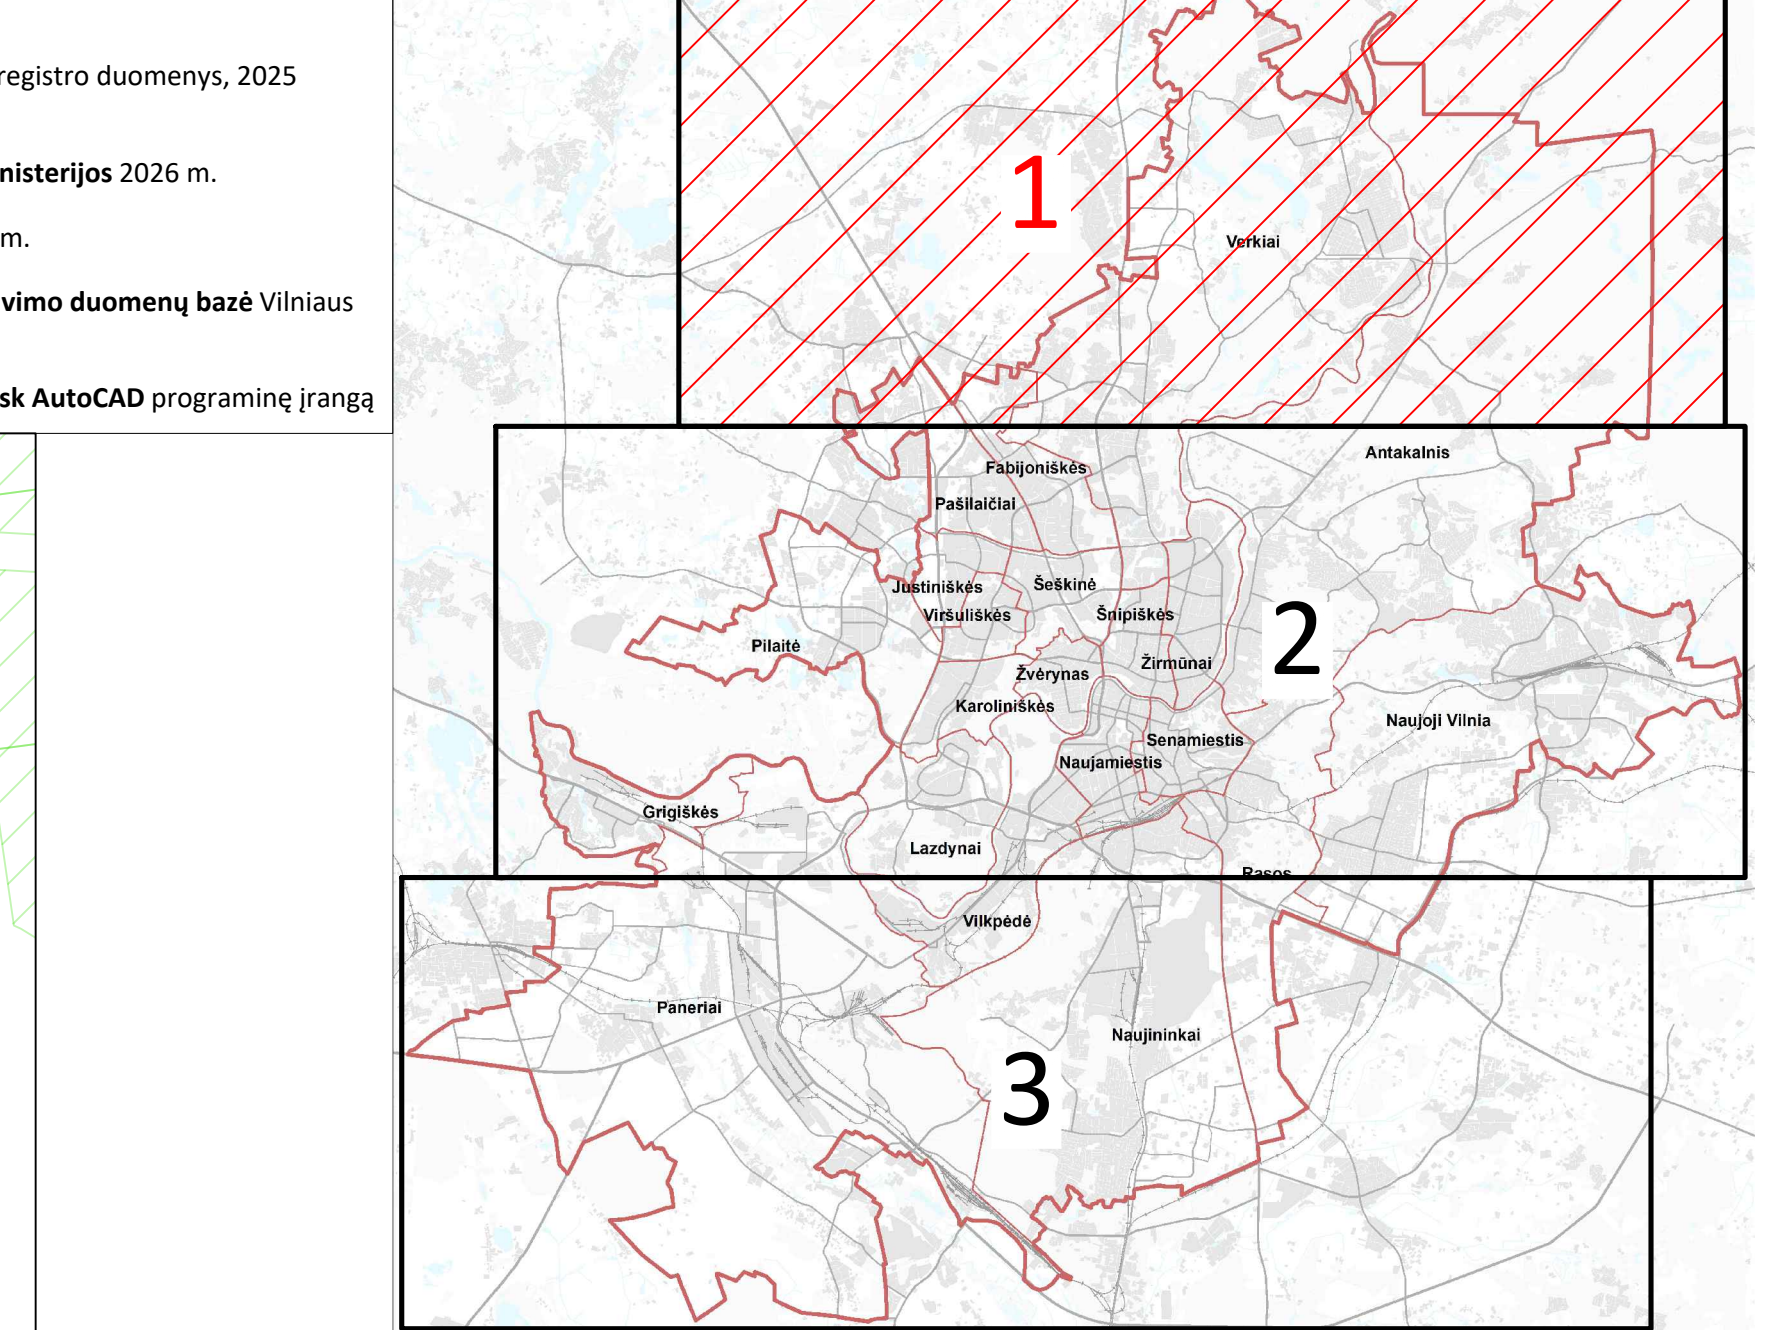 registro duomenys, 2025
nisterijos 2026 m.
m.
vimo duomenų bazė Vilniaus
sk AutoCAD programinę įrangą
1
Verkiai
Antakalnis
Fabijoniškės
Pašilaičiai
Justiniškės
Šeškinė
Viršuliškės
Šnipiškės
2
Pilaitė
Žirmūnai
Žvėrynas
Karoliniškės
Naujoji Vilnia
Senamiestis
Naujamiestis
Grigiškės
Lazdynai
Rasos
Vilkpėdė
Paneriai
Naujininkai
3